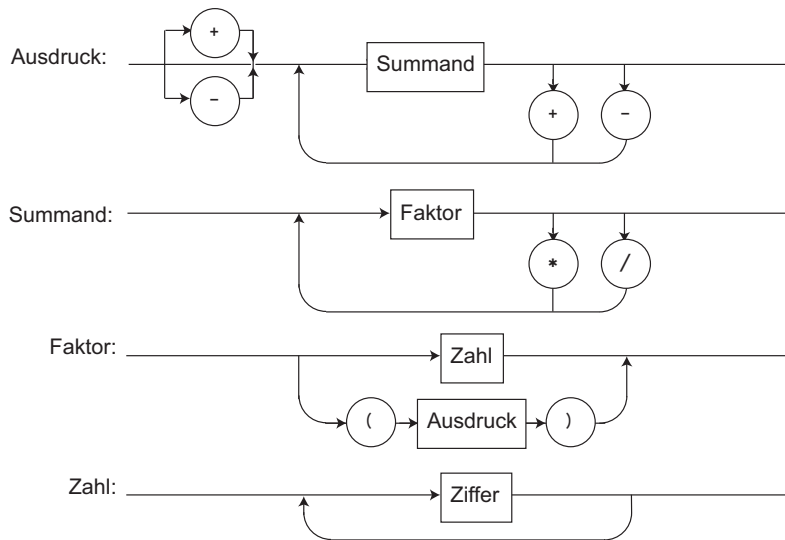 +
Ausdruck: Summand
-
+ -
Summand: Faktor
* /
Faktor: Zahl
( Ausdruck )
Zahl: Ziffer